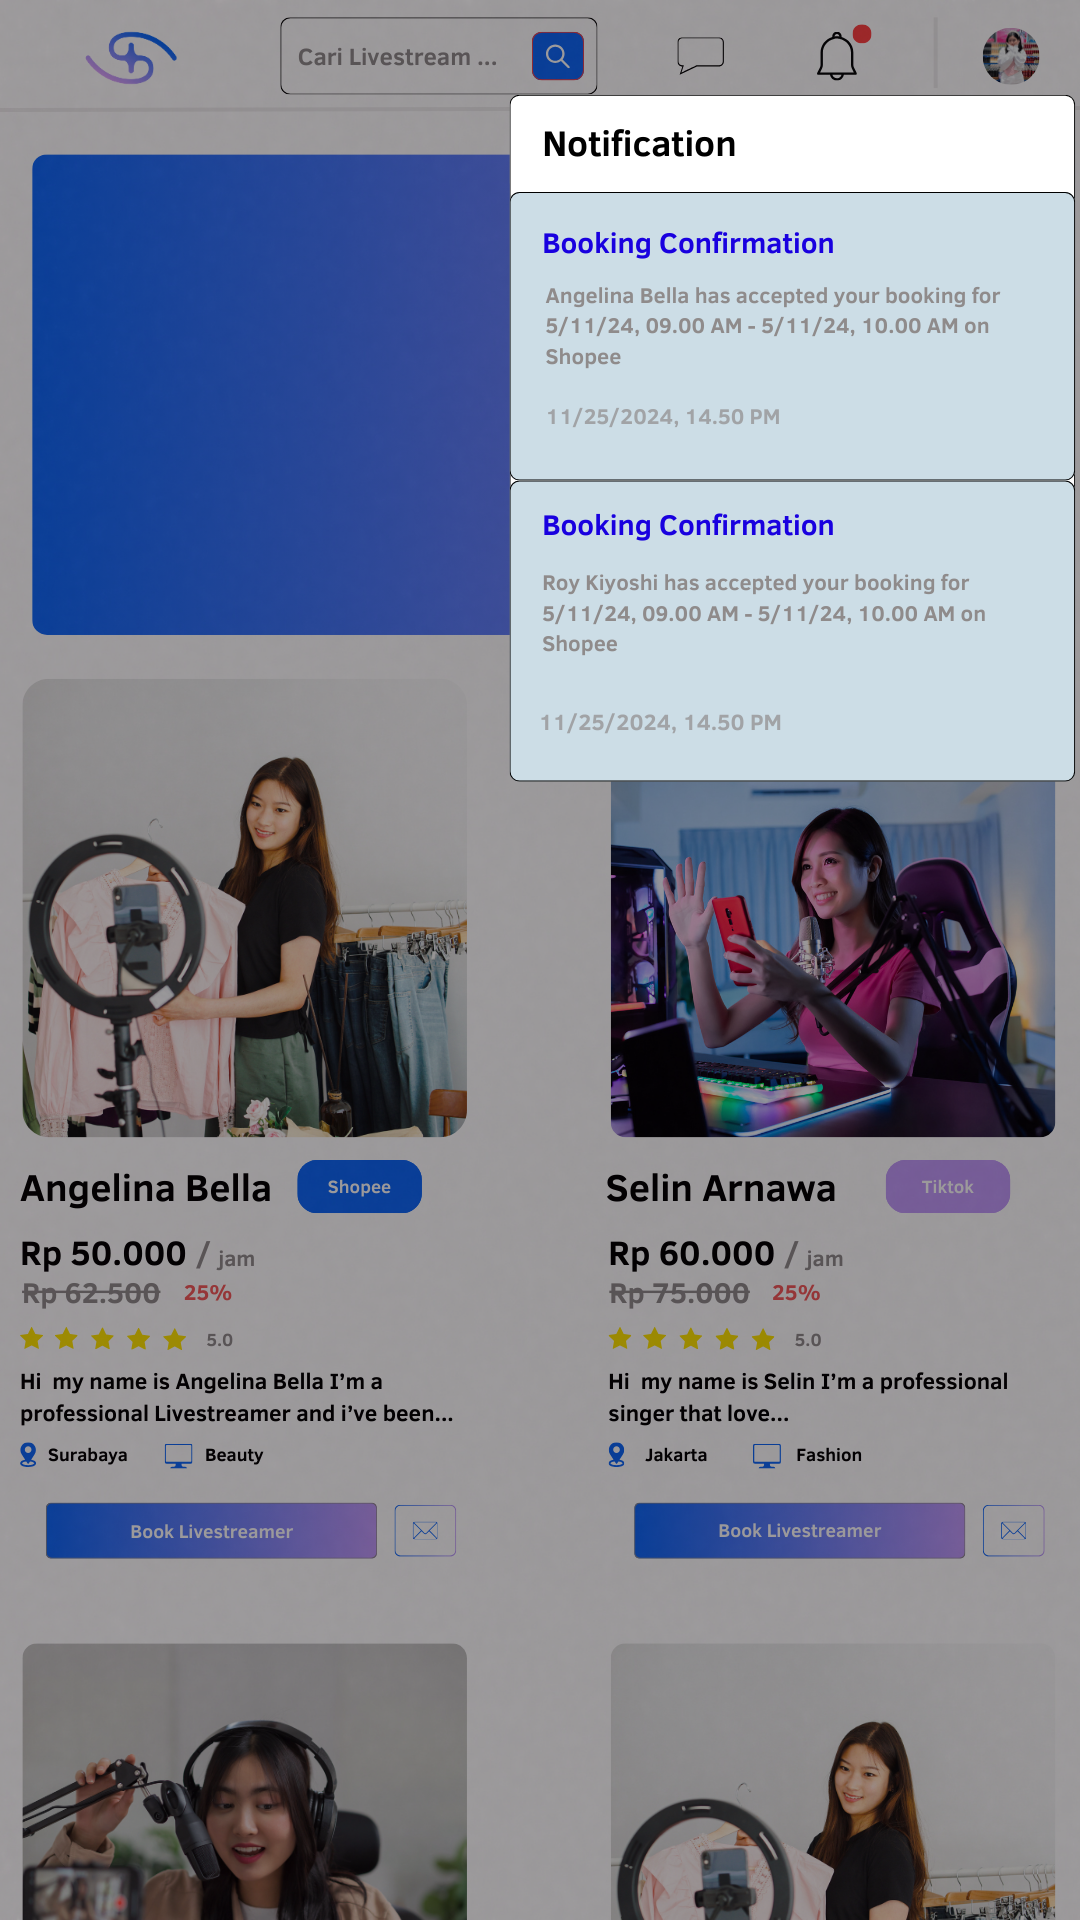 Cari Livestream ...
Notification
Booking Confirmation
Angelina Bella has accepted your booking for
5/11/24, 09.00 AM - 5/11/24, 10.00 AM on
Shopee
11/25/2024, 14.50 PM
Booking Confirmation
Roy Kiyoshi has accepted your booking for
5/11/24, 09.00 AM - 5/11/24, 10.00 AM on
Shopee
11/25/2024, 14.50 PM
Angelina Bella
Shopee
Rp 50.000 / jam
Rp 62.500 25%
5.0
Hi  my name is Angelina Bella I’m a
professional Livestreamer and i’ve been...
Surabaya
Beauty
Book Livestreamer
Selin Arnawa
Tiktok
Rp 60.000 / jam
Rp 75.000 25%
5.0
Hi  my name is Selin I’m a professional
singer that love...
Jakarta
Fashion
Book Livestreamer